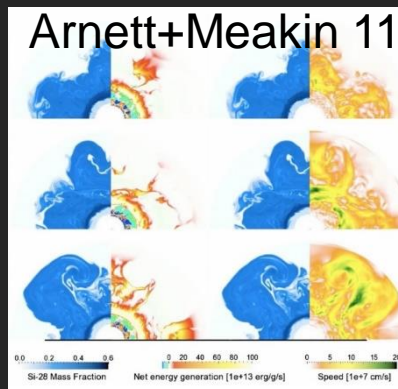 Arnett+Meakin 11
0.0 0.2 0.4 0.6 0 20 40 60 80 100 0 5 10 15 20
Si-28 Mass Fraction Net energy generation [1e+13 erg/g/s] Speed [1e+7 cm/s]